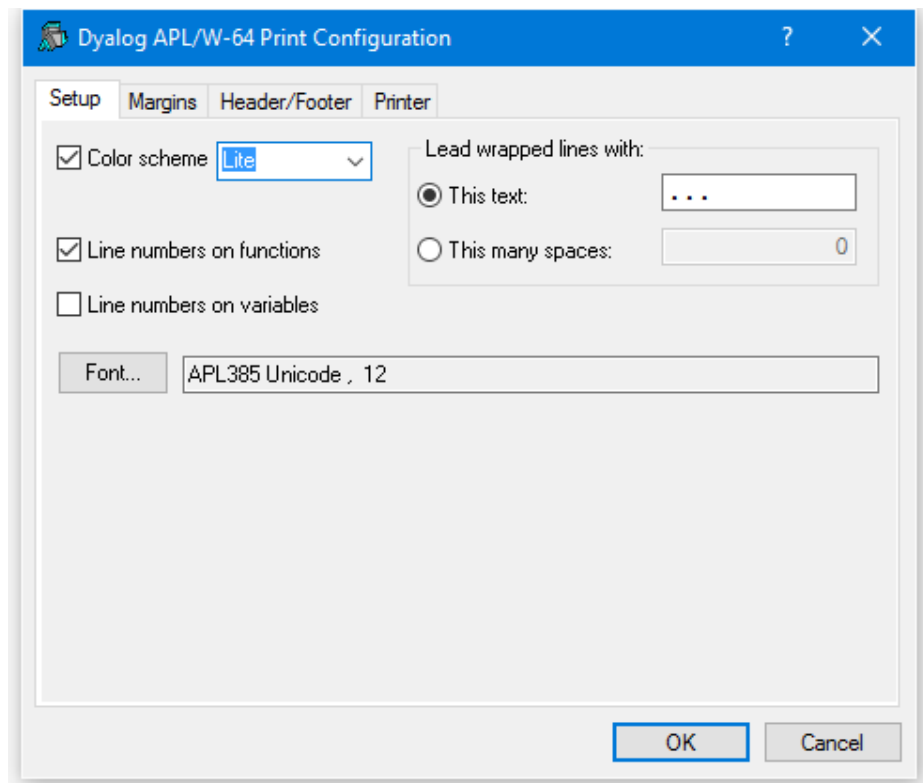 Dyalog APL/W-64 Print Configuration ?
Setup Margins Header/Footer Printer
Color scheme Lite
Lead wrapped lines with:
This text: ...
Line numbers on functions
This many spaces: 0
Line numbers on variables
Font... APL385 Unicode , 12
OK Cancel